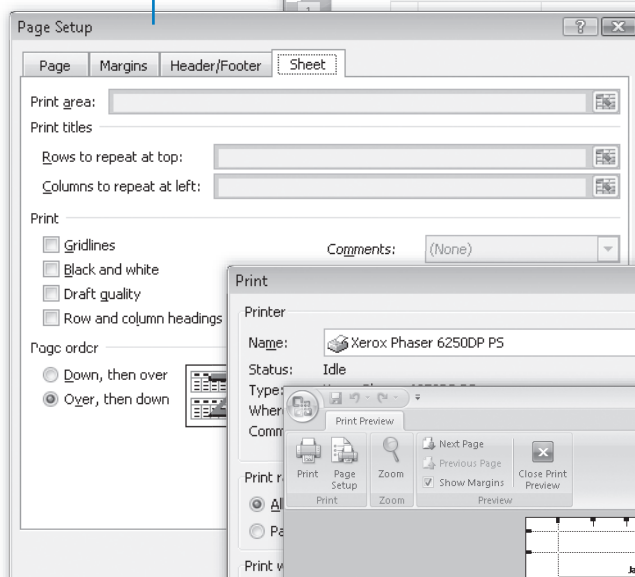 1
Page Setup
Page Margins Header/Footer Sheet
Print area:
Print titles
Rows to repeat at top:
Columns to repeat at left:
Print
Gridlines
Comments: (None)
Black and white
Draft quality
Row and column headings
Page order
Down, then over
Over, then down
Print
Printer
Name: Xerox Phaser 6250DP PS
Status: Idle
Type:
Print Preview
Print
Page Setup
Zoom
Next Page
Previous Page
Show Margins
Close Print Preview
Print Zoom Preview